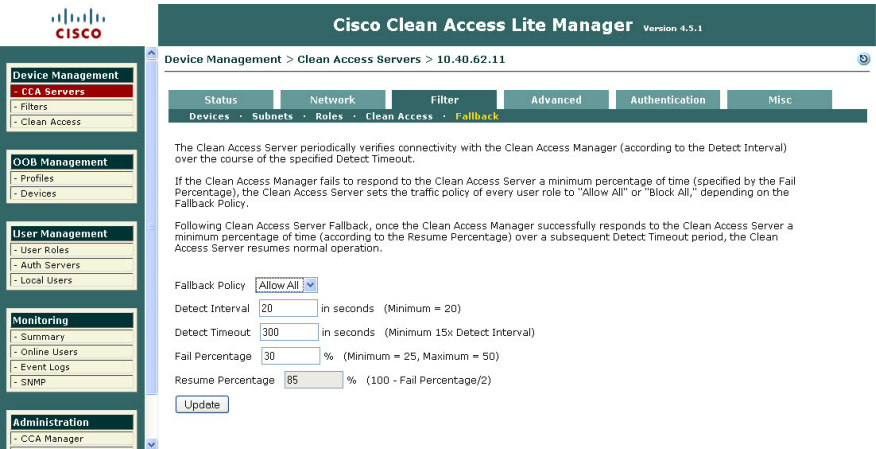 CISCO
Cisco Clean Access Lite Manager Version 4.5.1
Device Management > Clean Access Servers > 10.40.62.11
Device Management
- CCA Servers
- Filters
- Clean Access
OOB Management
- Profiles
- Devices
User Management
- User Roles
- Auth Servers
- Local Users
Monitoring
- Summary
- Online Users
- Event Logs
- SNMP
Administration
- CCA Manager
Status Network Filter Advanced Authentication Misc
Devices · Subnets · Roles · Clean Access · Fallback
The Clean Access Server periodically verifies connectivity with the Clean Access Manager (according to the Detect Interval)
over the course of the specified Detect Timeout.
If the Clean Access Manager fails to respond to the Clean Access Server a minimum percentage of time (specified by the Fail
Percentage), the Clean Access Server sets the traffic policy of every user role to "Allow All" or "Block All," depending on the
Fallback Policy.
Following Clean Access Server Fallback, once the Clean Access Manager successfully responds to the Clean Access Server a
minimum percentage of time (according to the Resume Percentage) over a subsequent Detect Timeout period, the Clean
Access Server resumes normal operation.
Fallback Policy Allow All
Detect Interval 20 in seconds (Minimum = 20)
Detect Timeout 300 in seconds (Minimum 15x Detect Interval)
Fail Percentage 30 % (Minimum = 25, Maximum = 50)
Resume Percentage 85 % (100 - Fail Percentage/2)
Update